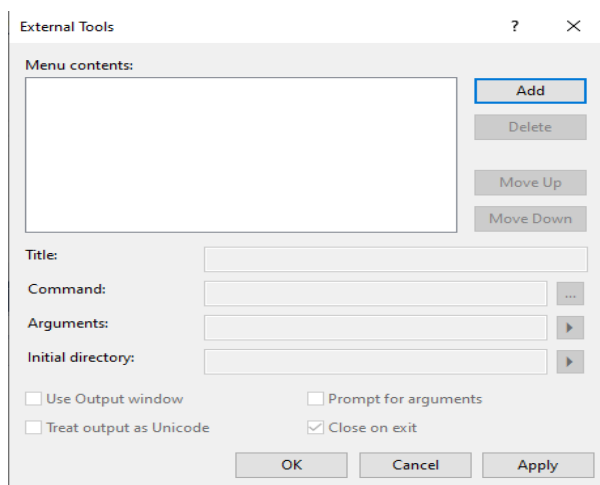 External Tools ?
Menu contents:
Add
Delete
Move Up
Move Down
Title:
Command: ...
Arguments:
Initial directory:
Use Output window Prompt for arguments
Treat output as Unicode Close on exit
OK Cancel Apply